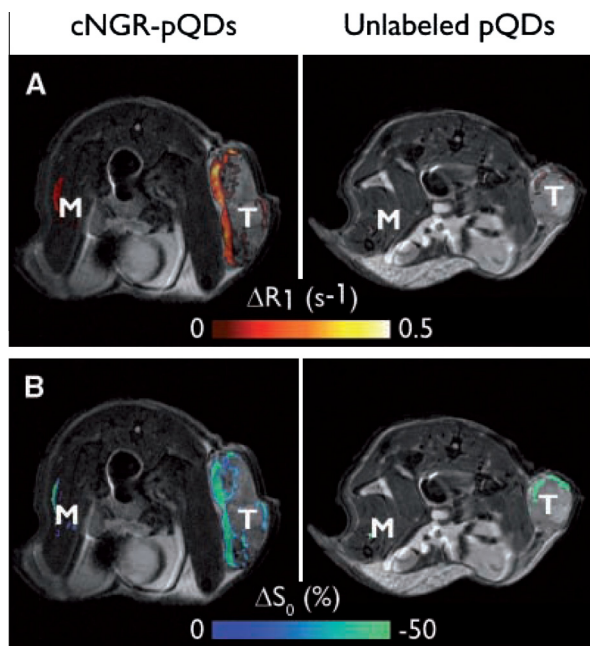 cNGR-pQDs Unlabeled pQDs
A
M T M T
ΔR1 (s-1)
0 0.5
B
M T M T
ΔS₀ (%)
0 -50